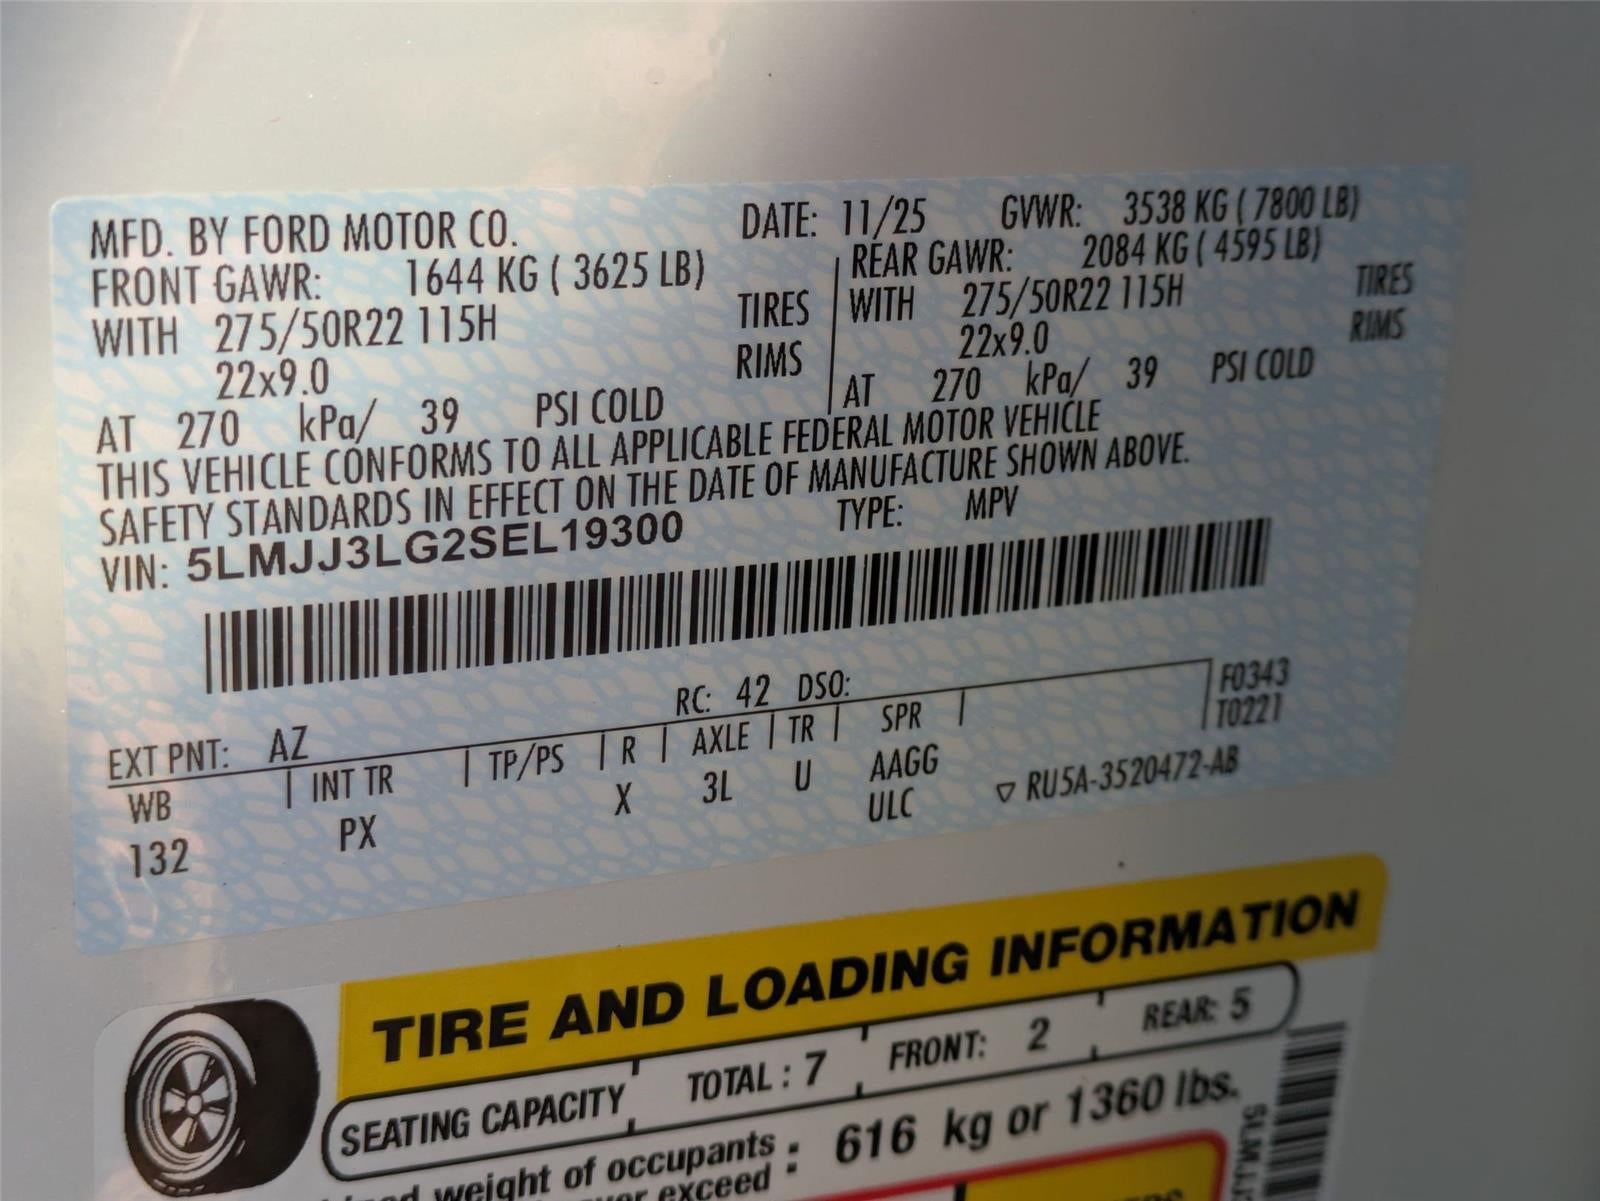 MFD. BY FORD MOTOR CO. DATE: 11/25 GVWR: 3538 KG ( 7800 LB)
FRONT GAWR: 1644 KG ( 3625 LB) REAR GAWR: 2084 KG ( 4595 LB)
WITH 275/50R22 115H TIRES WITH 275/50R22 115H TIRES
22x9.0 RIMS 22x9.0 RIMS
AT 270 kPa/ 39 PSI COLD AT 270 kPa/ 39 PSI COLD
THIS VEHICLE CONFORMS TO ALL APPLICABLE FEDERAL MOTOR VEHICLE
SAFETY STANDARDS IN EFFECT ON THE DATE OF MANUFACTURE SHOWN ABOVE.
VIN: 5LMJJ3LG2SEL19300 TYPE: MPV
EXT PNT: AZ RC: 42 DSO: F0343
T0221
WB INT TR TP/PS R AXLE TR SPR
132 PX X 3L U AAGG
ULC ▽ RU5A-3520472-AB
TIRE AND LOADING INFORMATION
SEATING CAPACITY TOTAL : 7 FRONT: 2 REAR: 5
weight of occupants : 616 kg or 1360 lbs.
exceed